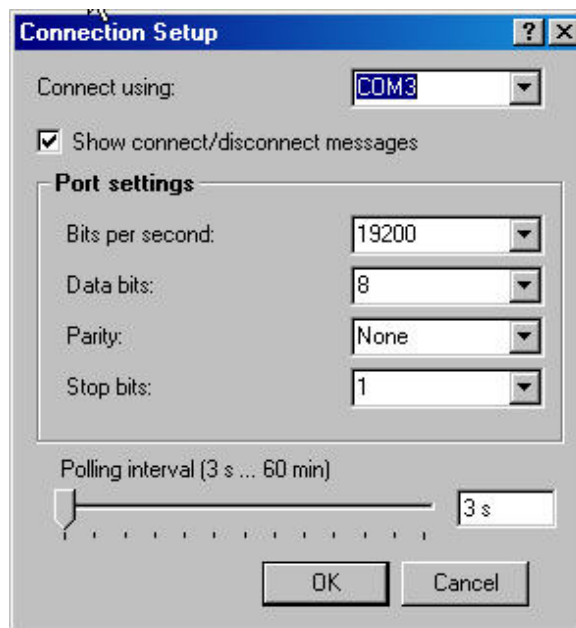 Connection Setup
Connect using: COM3
Show connect/disconnect messages
Port settings
Bits per second: 19200
Data bits: 8
Parity: None
Stop bits: 1
Polling interval (3 s ... 60 min)
3 s
OK Cancel